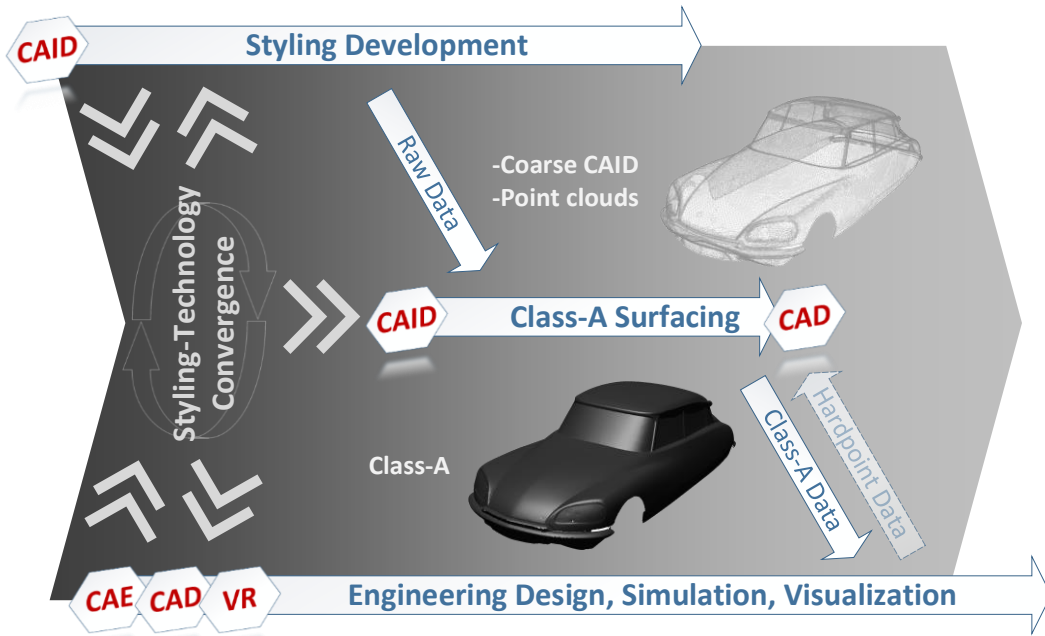 CAID
Styling Development
Raw Data
-Coarse CAID
-Point clouds
Styling-Technology
Convergence
CAID
Class-A Surfacing
CAD
Class-A
Class-A Data
Hardpoint Data
CAE
CAD
VR
Engineering Design, Simulation, Visualization